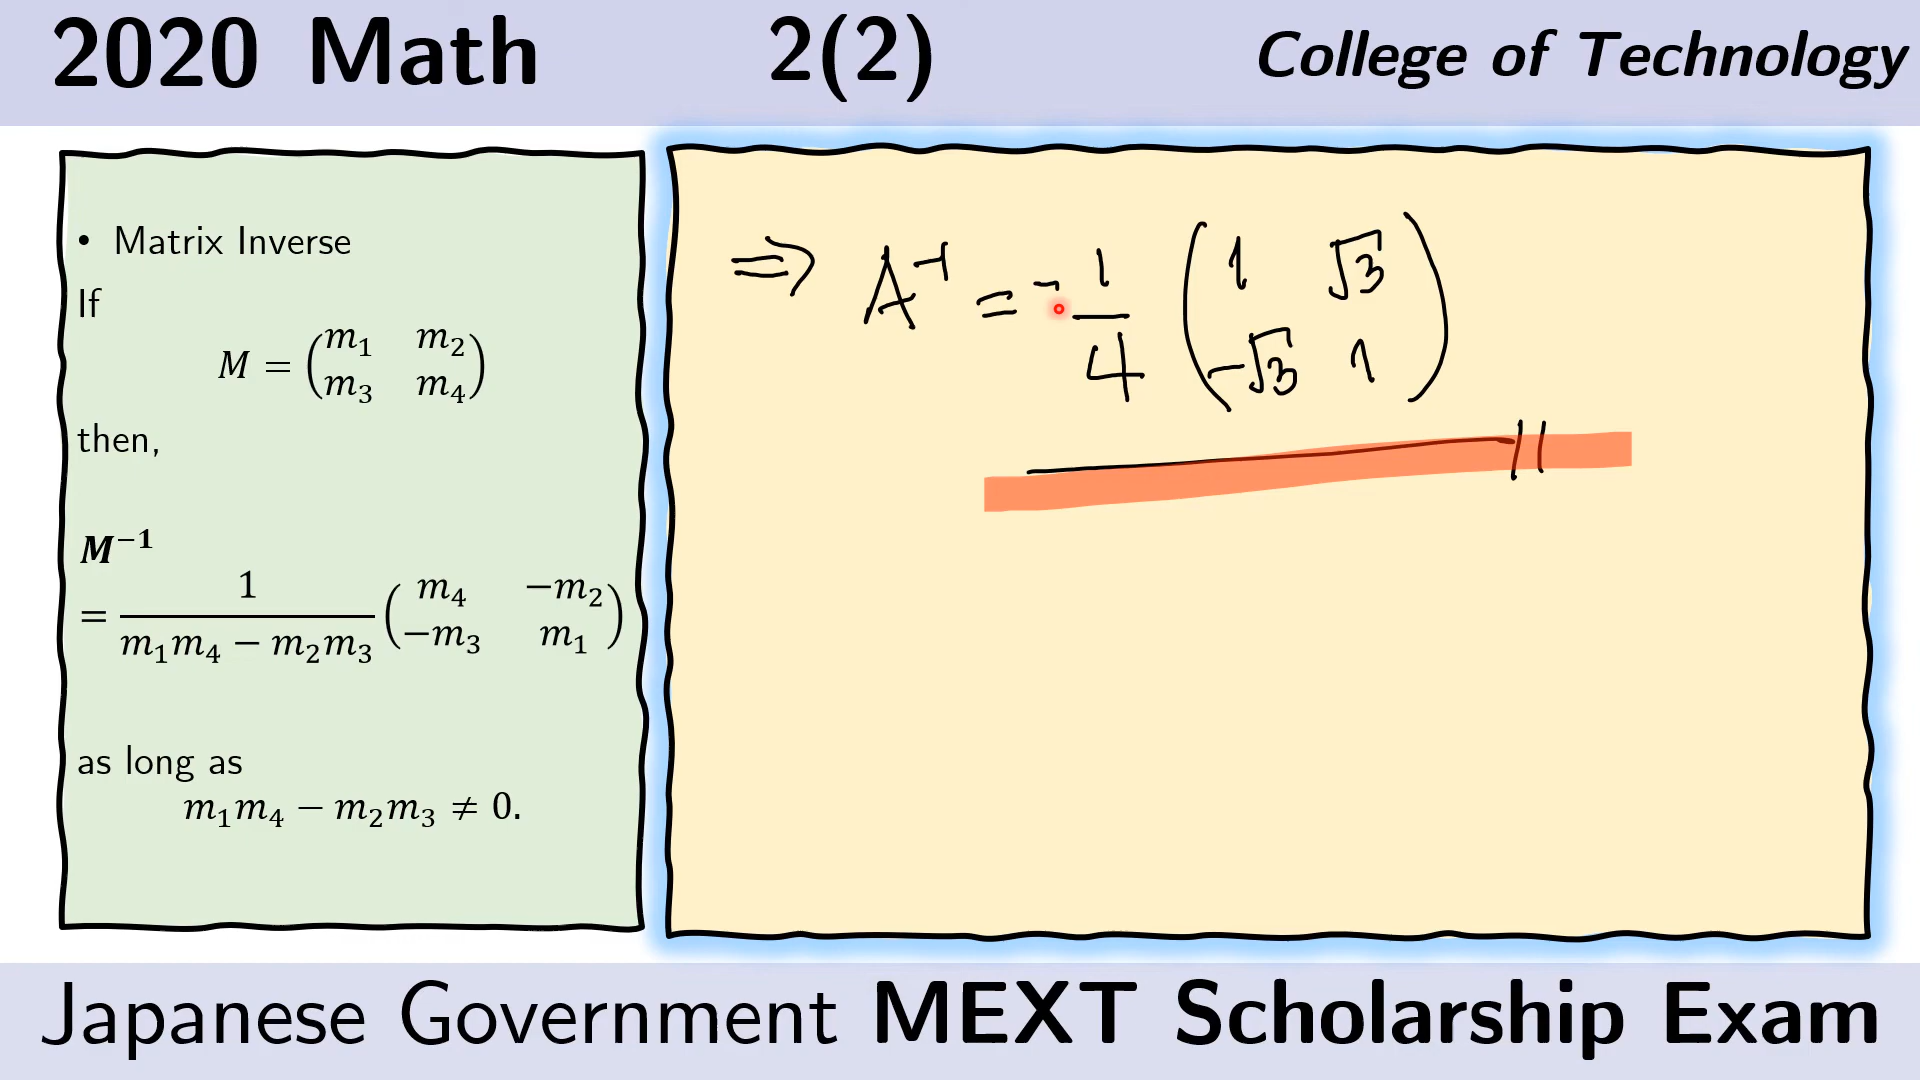 2020 Math 2(2) College of Technology
• Matrix Inverse
If
M = (m₁ m₂
m₃ m₄)
then,
M⁻¹
= 1 / (m₁m₄ − m₂m₃) (m₄ −m₂
−m₃ m₁)
as long as
m₁m₄ − m₂m₃ ≠ 0.
⇒ A⁻¹ = - 1/4 (1 √3
-√3 1)
Japanese Government MEXT Scholarship Exam